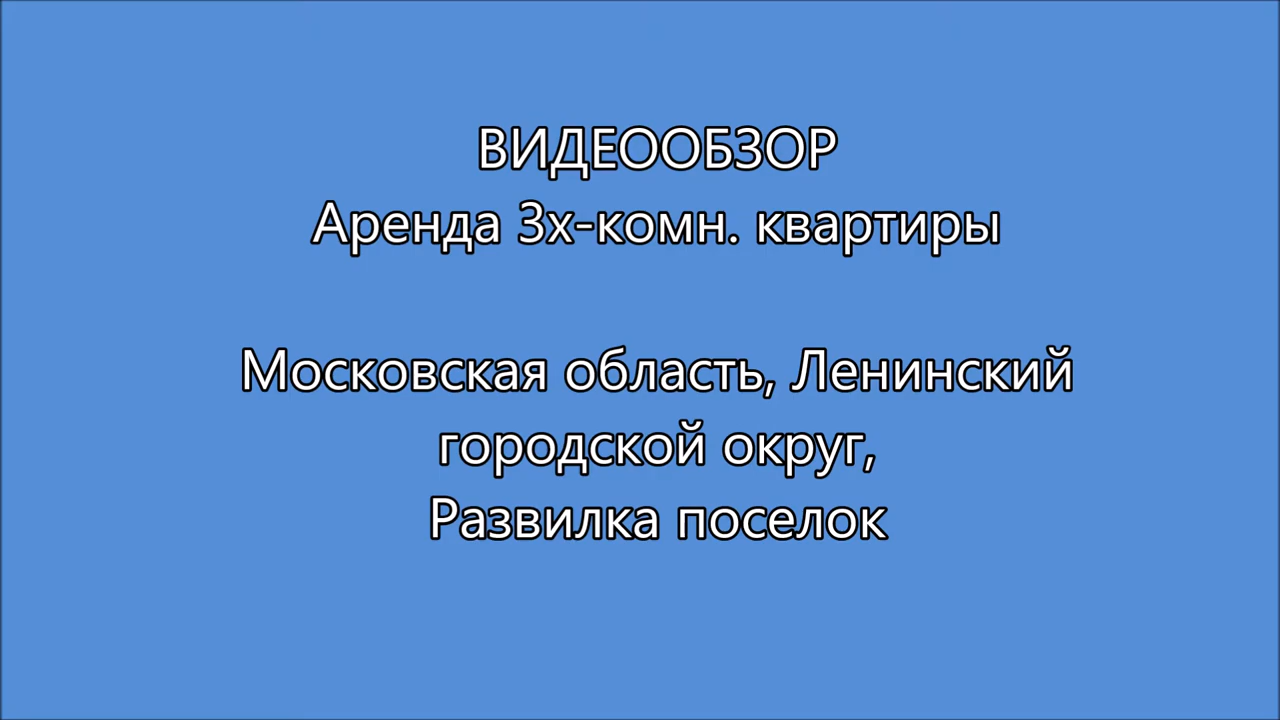 ВИДЕООБЗОР
Аренда 3х-комн. квартиры
Московская область, Ленинский
городской округ,
Развилка поселок